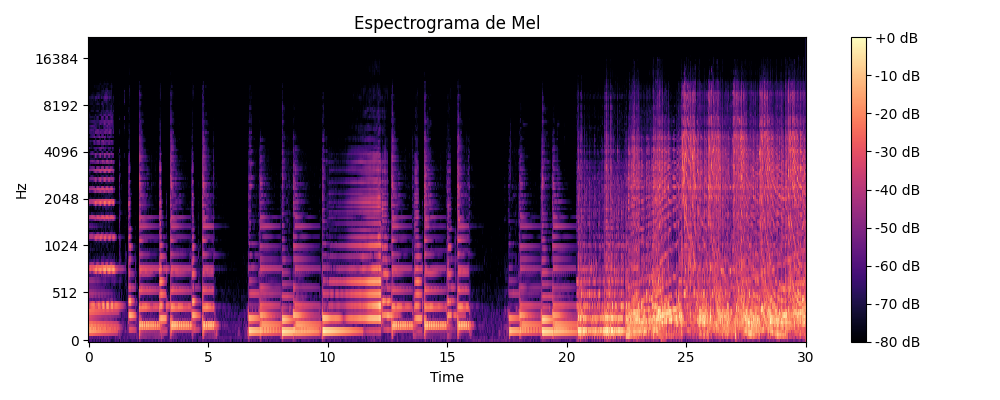 Espectrograma de Mel
Hz
16384
8192
4096
2048
1024
512
0
0 5 10 15 20 25 30
Time
+0 dB
-10 dB
-20 dB
-30 dB
-40 dB
-50 dB
-60 dB
-70 dB
-80 dB